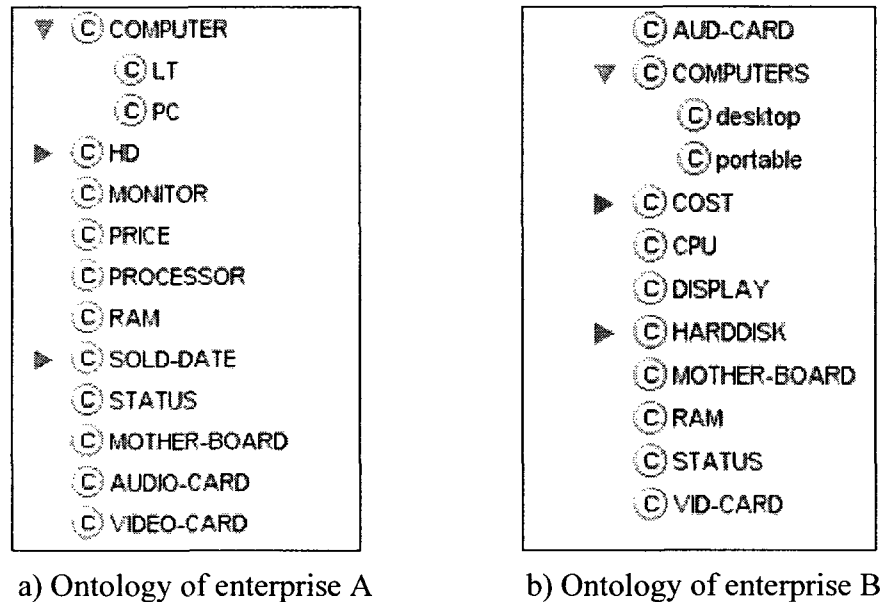 COMPUTER
LT
PC
HD
MONITOR
PRICE
PROCESSOR
RAM
SOLD-DATE
STATUS
MOTHER-BOARD
AUDIO-CARD
VIDEO-CARD
a) Ontology of enterprise A
AUD-CARD
COMPUTERS
desktop
portable
COST
CPU
DISPLAY
HARDDISK
MOTHER-BOARD
RAM
STATUS
VID-CARD
b) Ontology of enterprise B